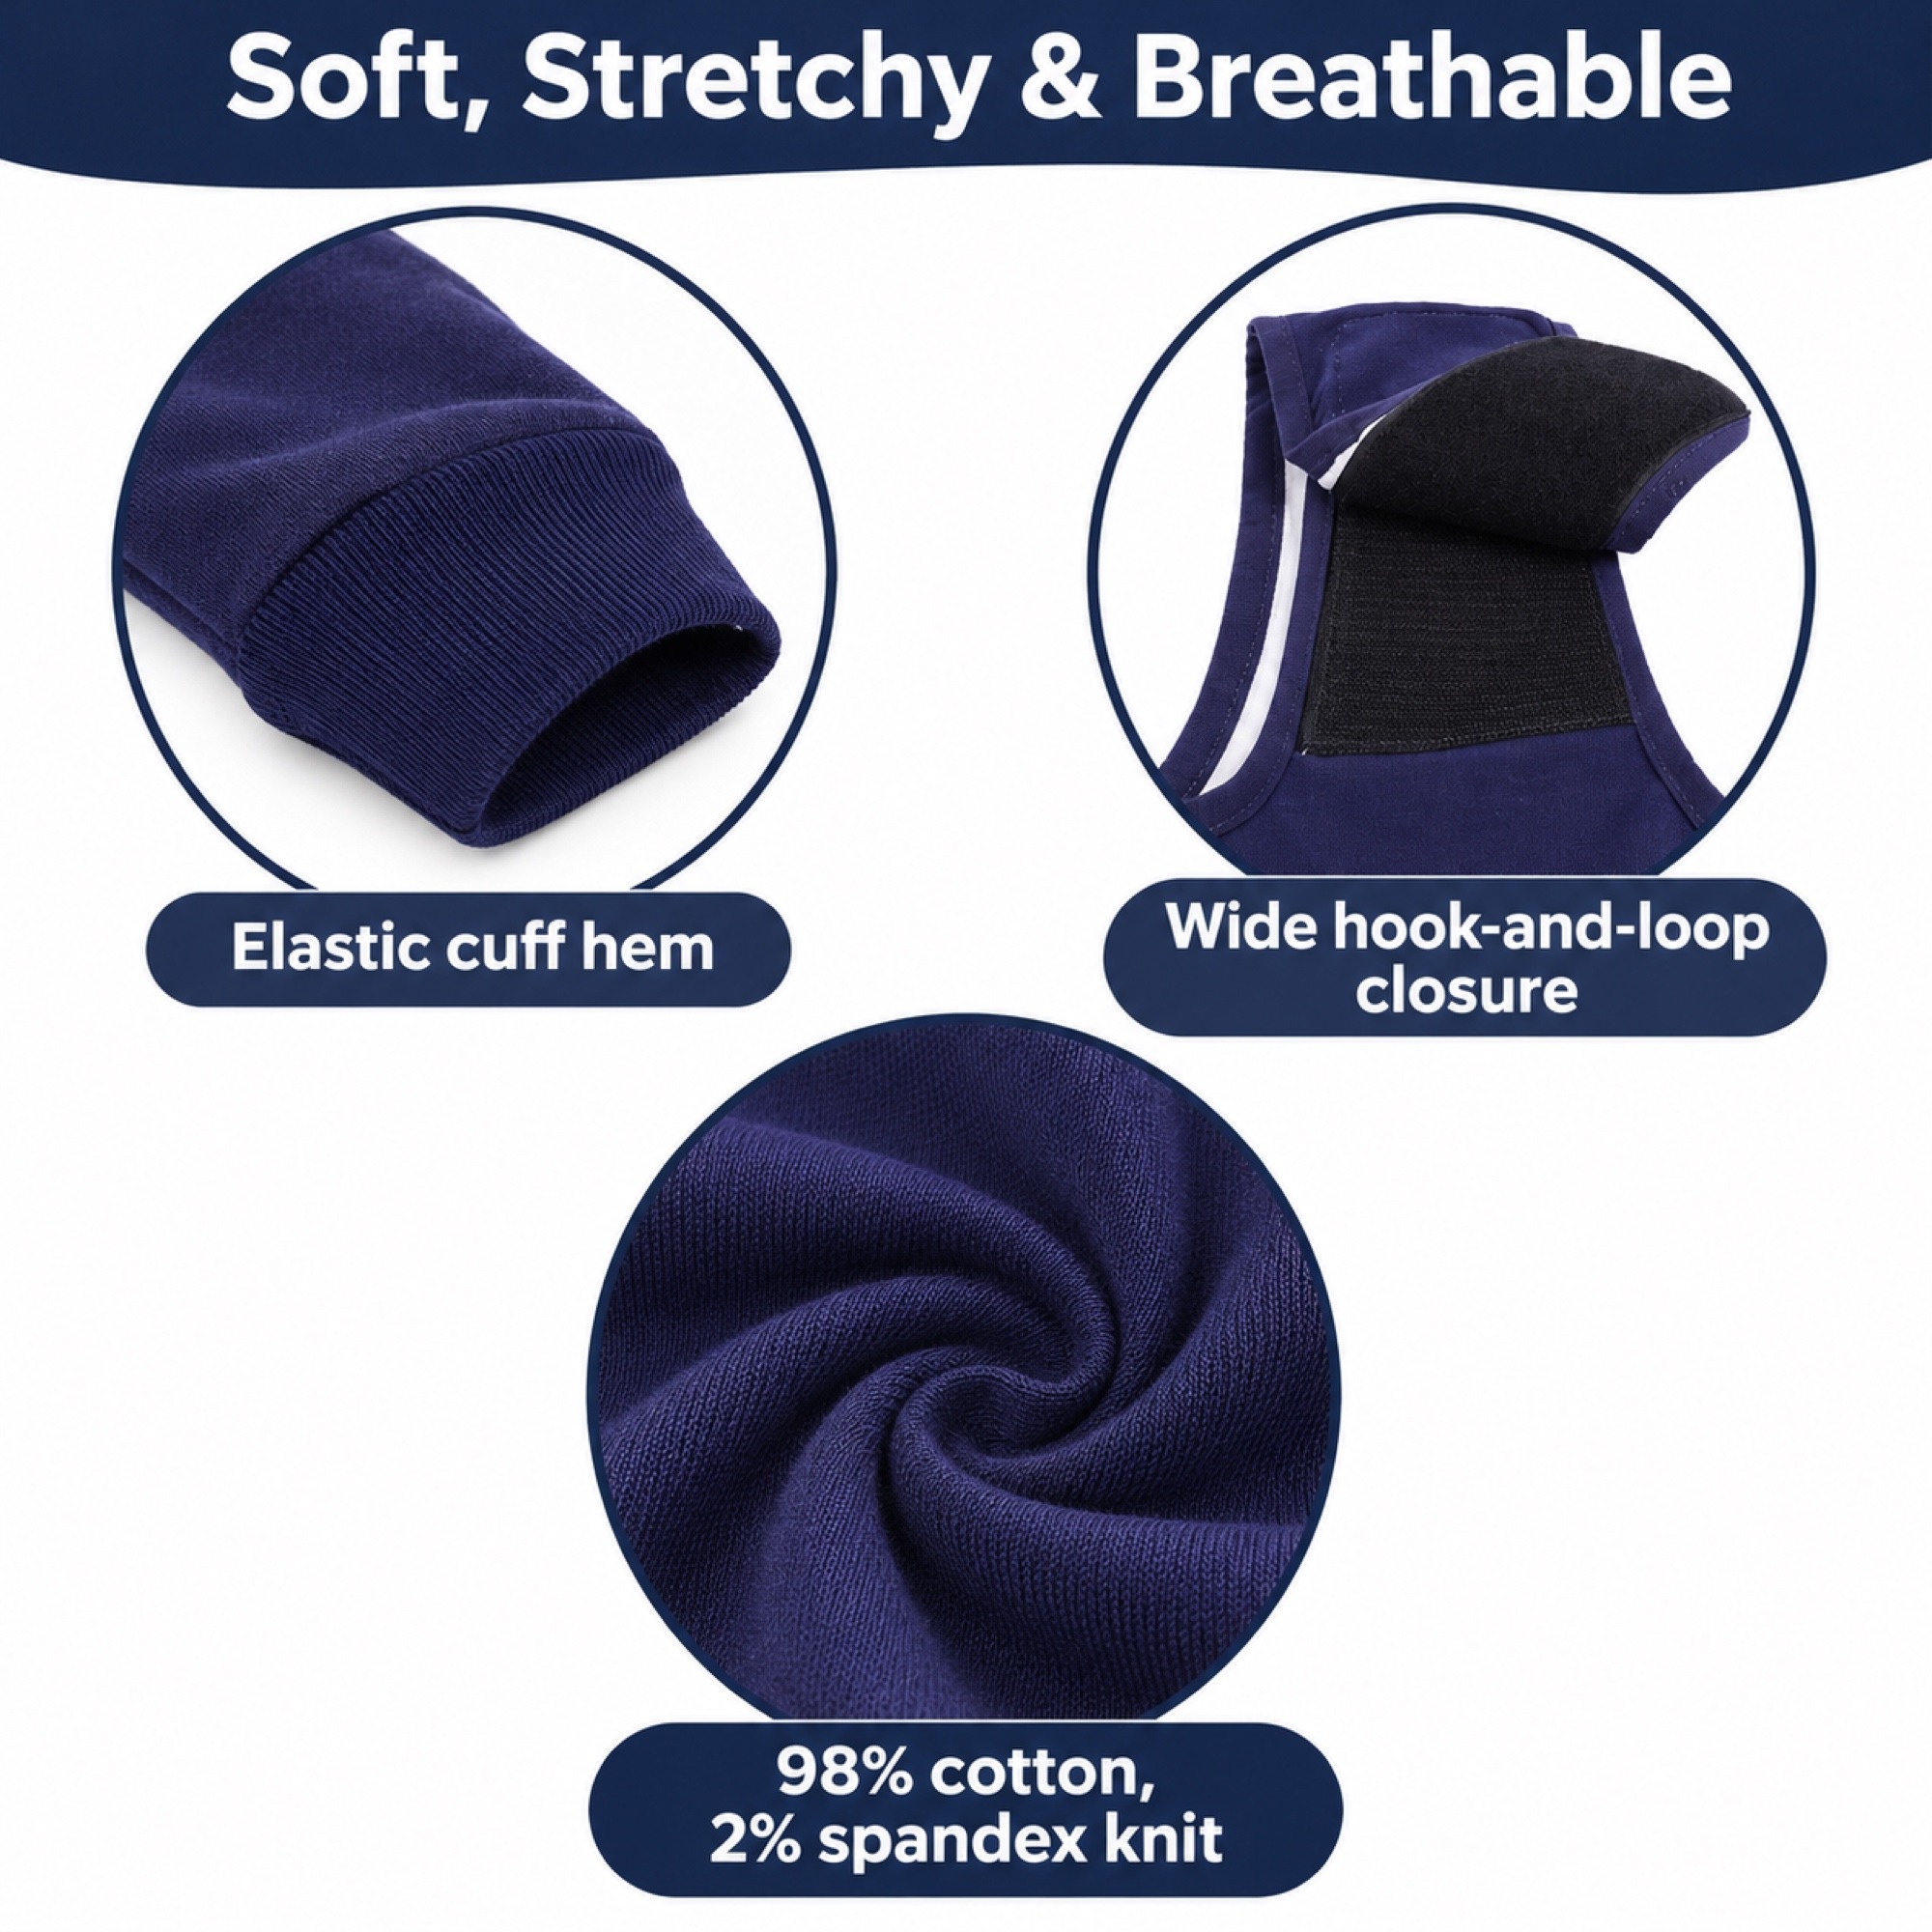 Soft, Stretchy & Breathable
Elastic cuff hem
Wide hook-and-loop
closure
98% cotton,
2% spandex knit